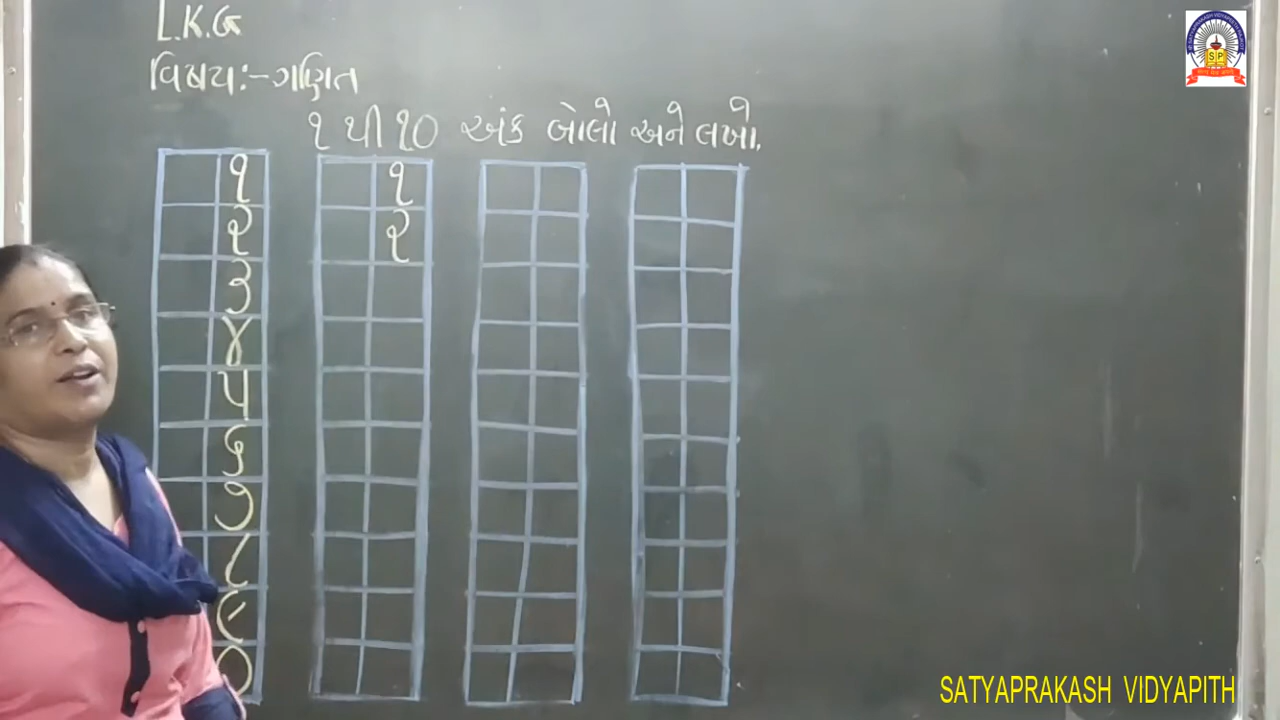 L.K.G
વિષય:- ગણિત
૧ થી ૧૦ અંક બોલો અને લખો.
૧ ૧
૨ ૨
૩
૪
૫
૬
૭
૮
૯
૦
SATYAPRAKASH VIDYAPITH